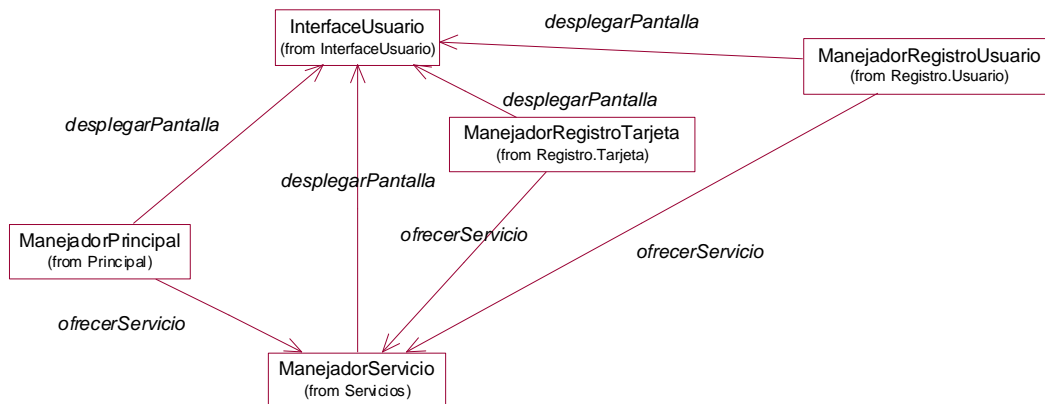 InterfaceUsuario
(from InterfaceUsuario)
desplegarPantalla
ManejadorRegistroUsuario
(from Registro.Usuario)
desplegarPantalla
desplegarPantalla
ManejadorRegistroTarjeta
(from Registro.Tarjeta)
desplegarPantalla
ManejadorPrincipal
(from Principal)
ofrecerServicio
ofrecerServicio
ofrecerServicio
ManejadorServicio
(from Servicios)